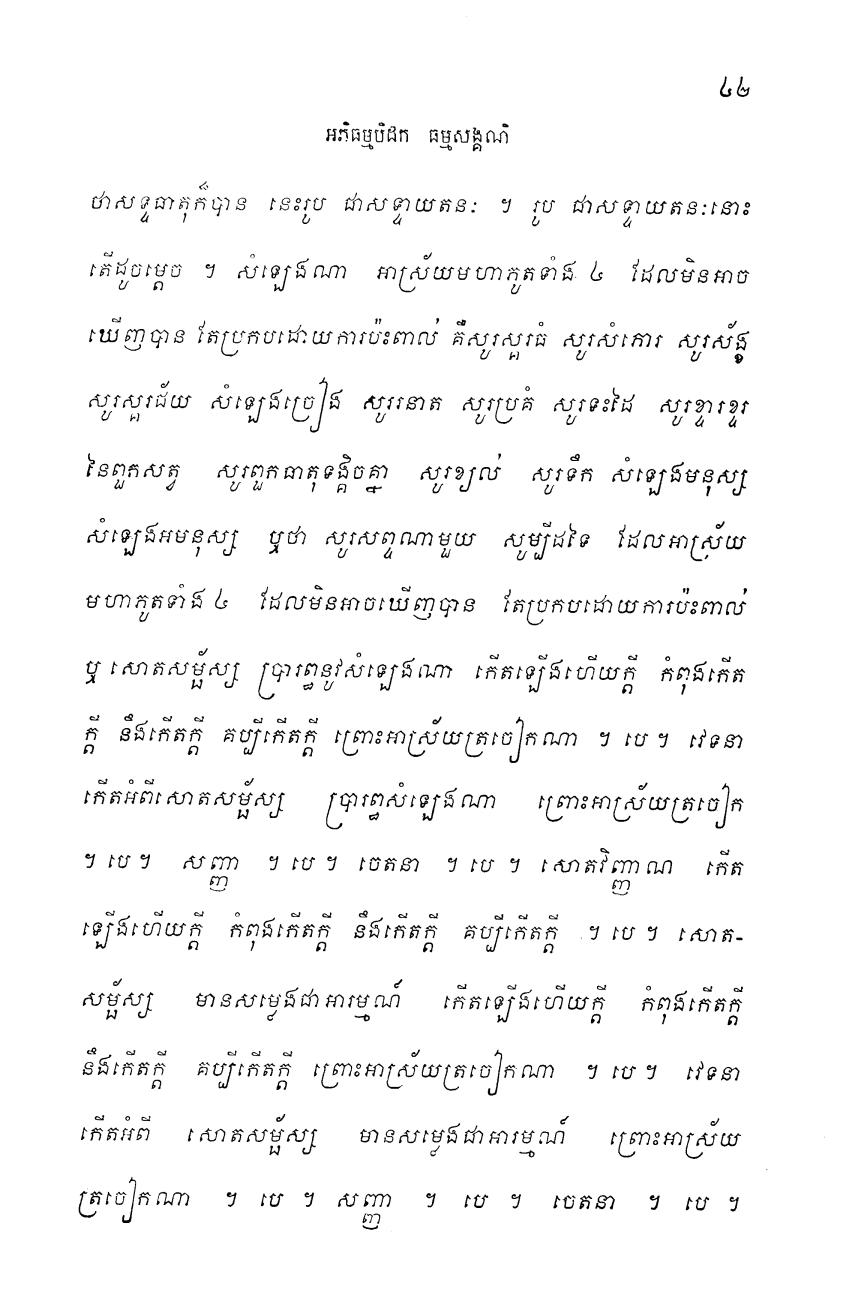 ៤២
អភិធម្មបិដក ធម្មសង្គណិ
ថាសទ្ទធាតុក៏បាន នេះរូប ជាសទ្ទាយតនៈ ។ រូប ជាសទ្ទាយតនៈនោះ
តើដូចម្តេច ។ សំឡេងណា អាស្រ័យមហាភូតទាំង ៤ ដែលមិនអាច
ឃើញបាន តែប្រកបដោយការប៉ះពាល់ គឺសូរស្គរធំ សូរសំភោរ សូរស័ង្ខ
សូរស្គរជ័យ សំឡេងច្រៀង សូររនាត សូរប្រគំ សូរទះដៃ សូរខ្ទារខ្ទរ
នៃពួកសត្វ សូរពួកធាតុទង្គិចគ្នា សូរខ្យល់ សូរទឹក សំឡេងមនុស្ស
សំឡេងអមនុស្ស ឬថា សូរសព្ទណាមួយ សូម្បីដទៃ ដែលអាស្រ័យ
មហាភូតទាំង ៤ ដែលមិនអាចឃើញបាន តែប្រកបដោយការប៉ះពាល់
ឬ សោតសម្ផ័ស្ស ប្រារព្ធនូវសំឡេងណា កើតឡើងហើយក្តី កំពុងកើត
ក្តី នឹងកើតក្តី គប្បីកើតក្តី ព្រោះអាស្រ័យត្រចៀកណា ។ បេ ។ វេទនា
កើតអំពីសោតសម្ផ័ស្ស ប្រារព្ធសំឡេងណា ព្រោះអាស្រ័យត្រចៀក
។ បេ ។ សញ្ញា ។ បេ ។ ចេតនា ។ បេ ។ សោតវិញ្ញាណ កើត
ឡើងហើយក្តី កំពុងកើតក្តី នឹងកើតក្តី គប្បីកើតក្តី ។ បេ ។ សោត-
សម្ផ័ស្ស មានសម្លេងជាអារម្មណ៍ កើតឡើងហើយក្តី កំពុងកើតក្តី
នឹងកើតក្តី គប្បីកើតក្តី ព្រោះអាស្រ័យត្រចៀកណា ។ បេ ។ វេទនា
កើតអំពី សោតសម្ផ័ស្ស មានសម្លេងជាអារម្មណ៍ ព្រោះអាស្រ័យ
ត្រចៀកណា ។ បេ ។ សញ្ញា ។ បេ ។ ចេតនា ។ បេ ។